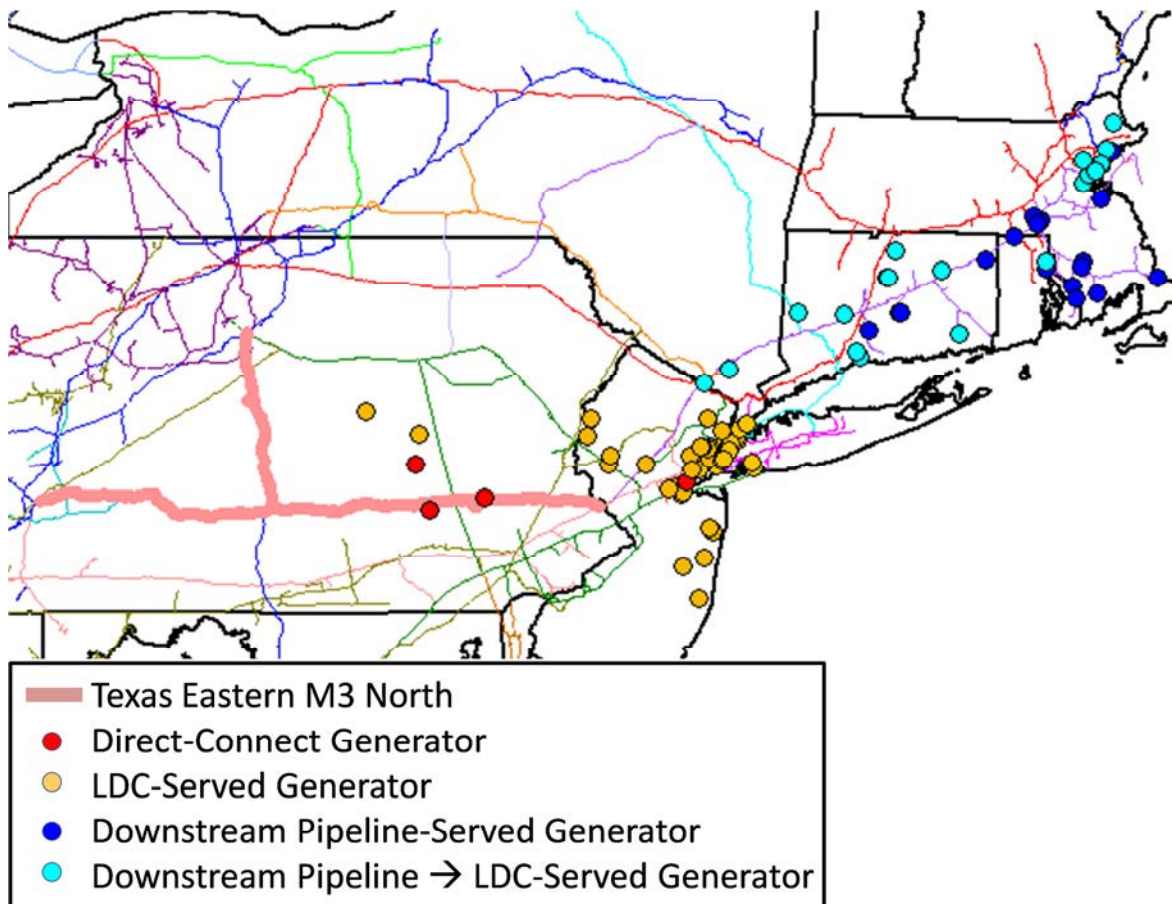 Texas Eastern M3 North
Direct-Connect Generator
LDC-Served Generator
Downstream Pipeline-Served Generator
Downstream Pipeline → LDC-Served Generator